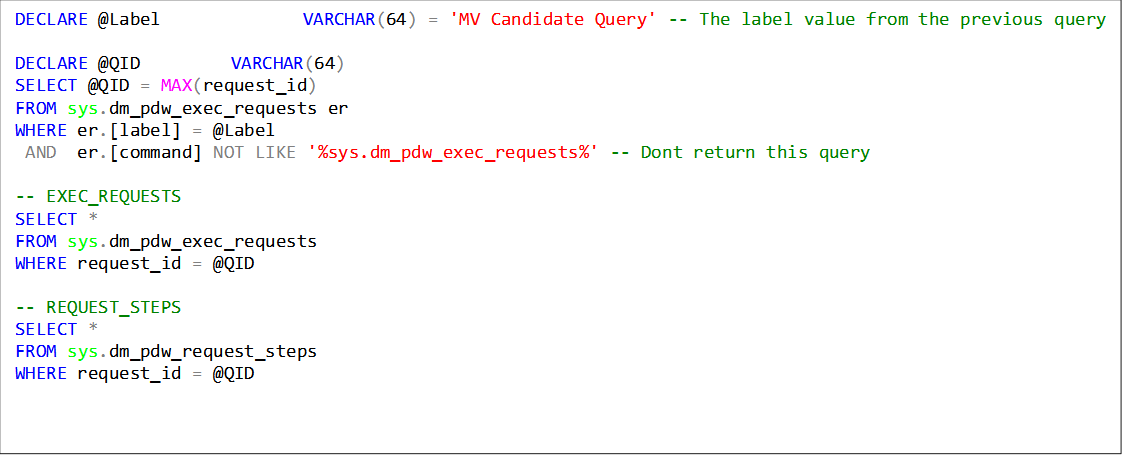 DECLARE @Label VARCHAR(64) = 'MV Candidate Query' -- The label value from the previous query
DECLARE @QID VARCHAR(64)
SELECT @QID = MAX(request_id)
FROM sys.dm_pdw_exec_requests er
WHERE er.[label] = @Label
AND er.[command] NOT LIKE '%sys.dm_pdw_exec_requests%' -- Dont return this query
-- EXEC_REQUESTS
SELECT *
FROM sys.dm_pdw_exec_requests
WHERE request_id = @QID
-- REQUEST_STEPS
SELECT *
FROM sys.dm_pdw_request_steps
WHERE request_id = @QID